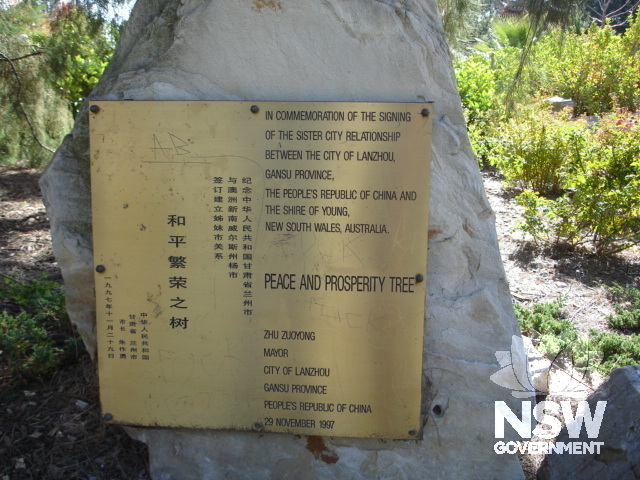 IN COMMEMORATION OF THE SIGNING
OF THE SISTER CITY RELATIONSHIP
BETWEEN THE CITY OF LANZHOU,
GANSU PROVINCE,
THE PEOPLE'S REPUBLIC OF CHINA AND
THE SHIRE OF YOUNG,
NEW SOUTH WALES, AUSTRALIA.
PEACE AND PROSPERITY TREE
ZHU ZUOYONG
MAYOR
CITY OF LANZHOU
GANSU PROVINCE
PEOPLE'S REPUBLIC OF CHINA
29 NOVEMBER 1997
纪念中华人民共和国甘肃省兰州市
与澳洲新南威尔斯州杨市
签订建立姊妹市关系
和平繁荣之树
中华人民共和国
甘肃省兰州市
市长 朱作勇
一九九七年十一月二十九日
A.B.
NSW
GOVERNMENT